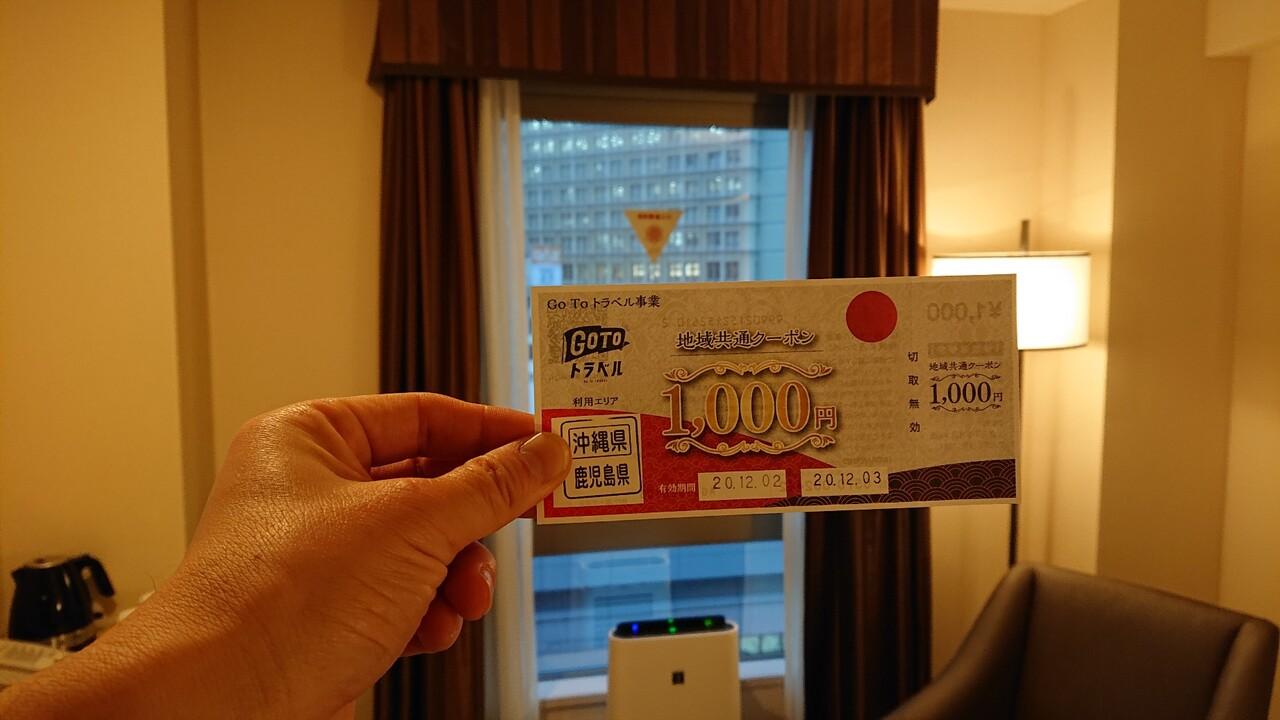 Go To トラベル事業
GOTO
トラベル
利用エリア
沖縄県
鹿児島県
地域共通クーポン
1,000円
有効期間
20.12.02
20.12.03
切取無効
地域共通クーポン
1,000円